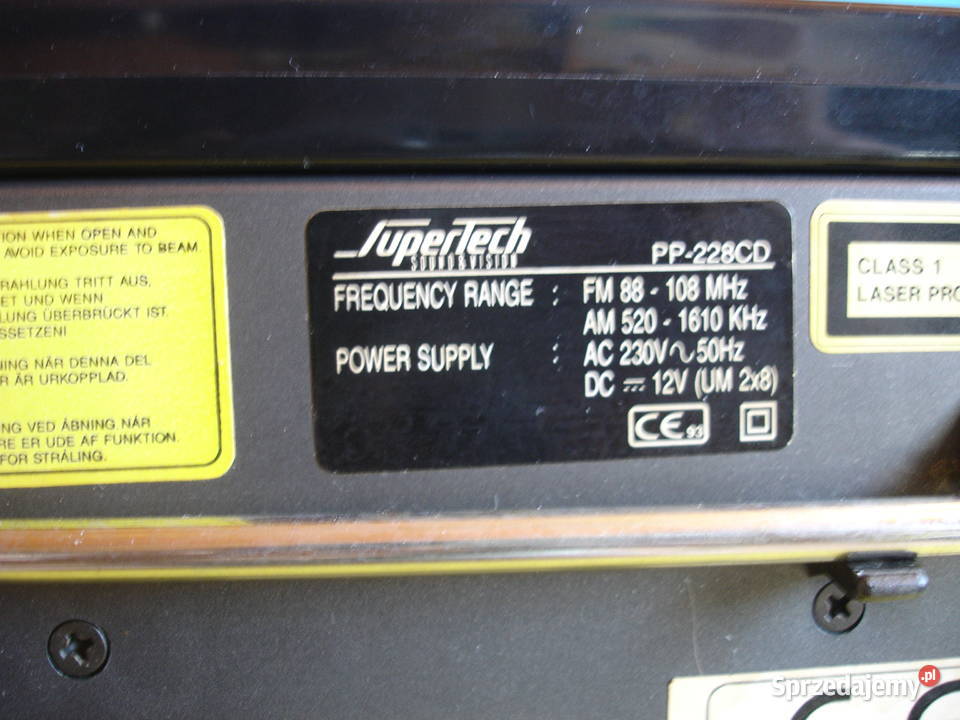 TION WHEN OPEN AND
AVOID EXPOSURE TO BEAM.
RAHLUNG TRITT AUS,
ET UND WENN
LUNG ÜBERBRÜCKT IST.
SSETZEN!
NING NÄR DENNA DEL
R ÄR URKOPPLAD.
NG VED ÅBNING NÅR
RE ER UDE AF FUNKTION.
FOR STRÅLING.
SuperTech
SOUND & VISION
PP-228CD
FREQUENCY RANGE : FM 88 - 108 MHz
AM 520 - 1610 KHz
POWER SUPPLY : AC 230V ∿ 50Hz
DC ⎓ 12V (UM 2x8)
CE 93
CLASS 1
LASER PRO
Sprzedajemy.pl